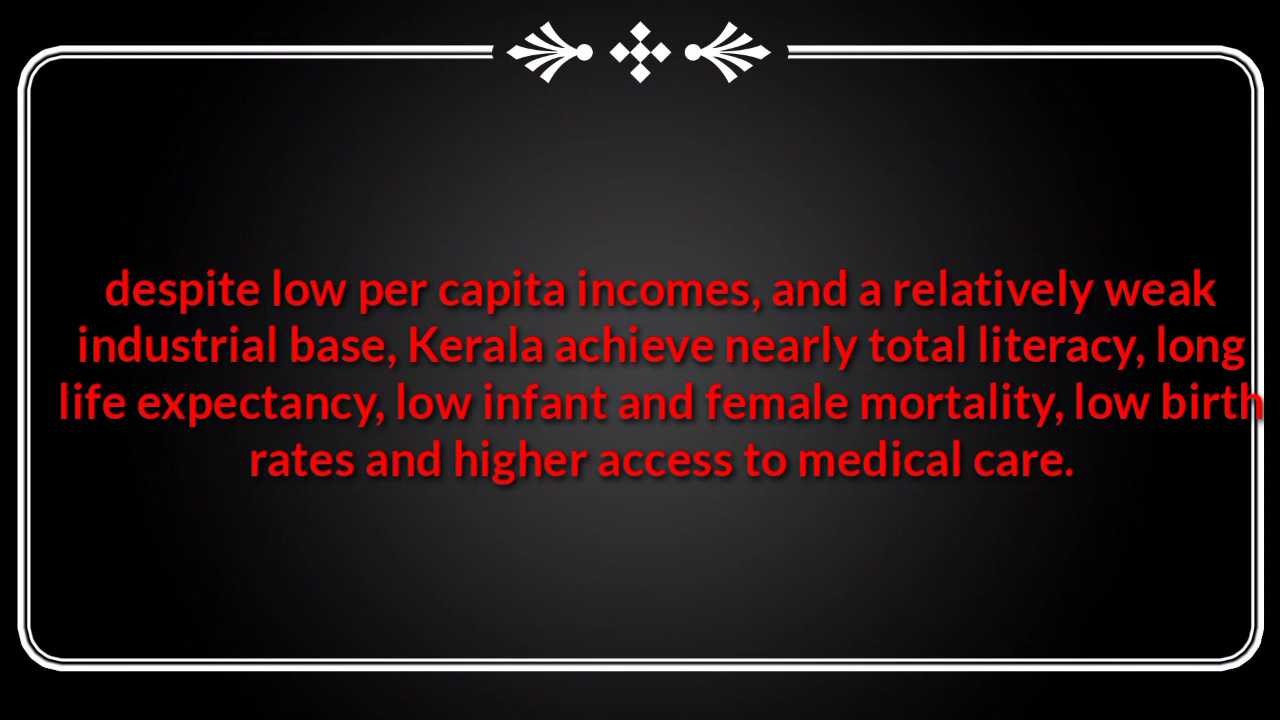 despite low per capita incomes, and a relatively weak
industrial base, Kerala achieve nearly total literacy, long
life expectancy, low infant and female mortality, low birth
rates and higher access to medical care.